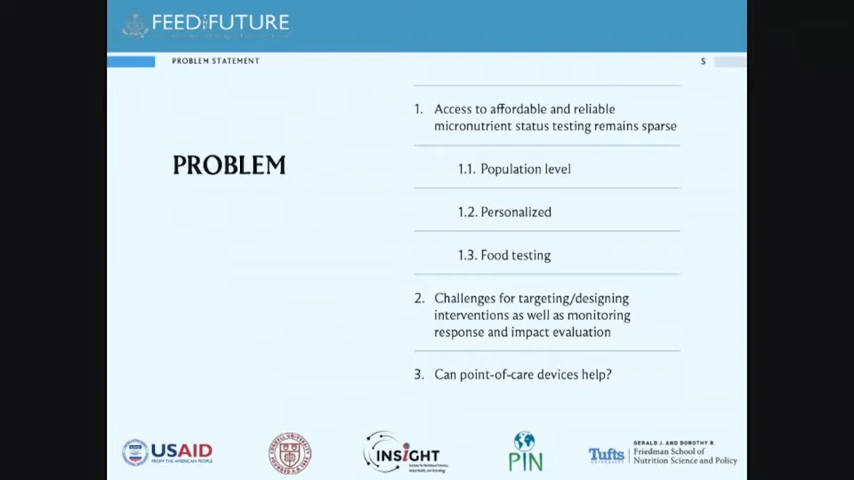 FEED THE FUTURE
PROBLEM STATEMENT
5
PROBLEM
1. Access to affordable and reliable
micronutrient status testing remains sparse
1.1. Population level
1.2. Personalized
1.3. Food testing
2. Challenges for targeting/designing
interventions as well as monitoring
response and impact evaluation
3. Can point-of-care devices help?
USAID
FROM THE AMERICAN PEOPLE
CORNELL UNIVERSITY
INSiGHT
PIN
Tufts
UNIVERSITY
GERALD J. AND DOROTHY R.
Friedman School of
Nutrition Science and Policy